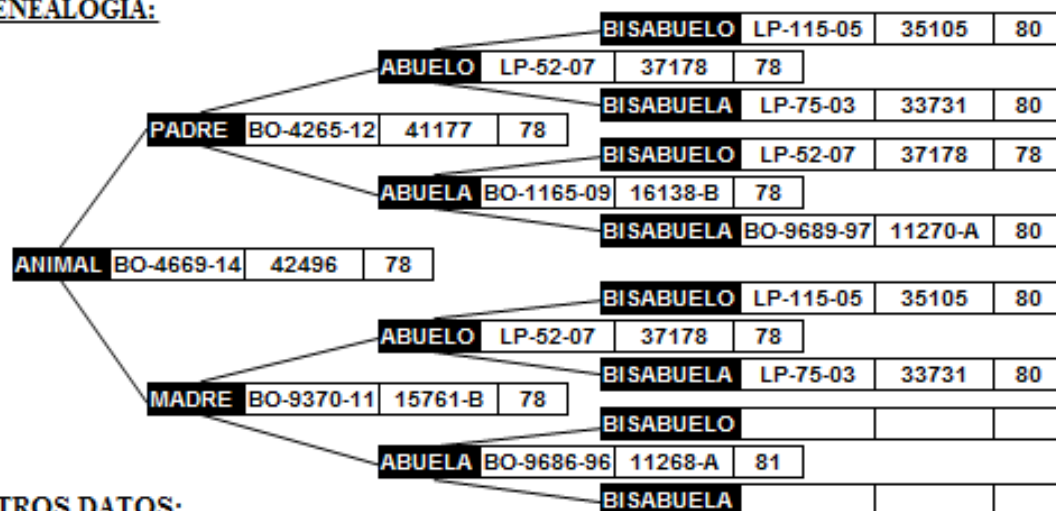 ENEALOGÍA:
BISABUELO LP-115-05 35105 80
ABUELO LP-52-07 37178 78
BISABUELA LP-75-03 33731 80
PADRE BO-4265-12 41177 78
BISABUELO LP-52-07 37178 78
ABUELA BO-1165-09 16138-B 78
BISABUELA BO-9689-97 11270-A 80
ANIMAL BO-4669-14 42496 78
BISABUELO LP-115-05 35105 80
ABUELO LP-52-07 37178 78
BISABUELA LP-75-03 33731 80
MADRE BO-9370-11 15761-B 78
BISABUELO
ABUELA BO-9686-96 11268-A 81
BISABUELA
TROS DATOS: